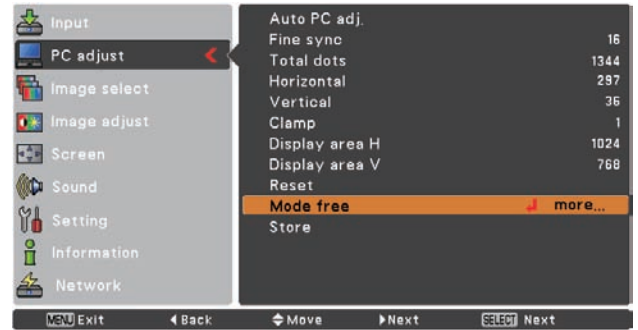 Input
PC adjust
Image select
Image adjust
Screen
Sound
Setting
Information
Network
Auto PC adj.
Fine sync 16
Total dots 1344
Horizontal 297
Vertical 36
Clamp 1
Display area H 1024
Display area V 768
Reset
Mode free more...
Store
MENU Exit Back Move Next SELECT Next